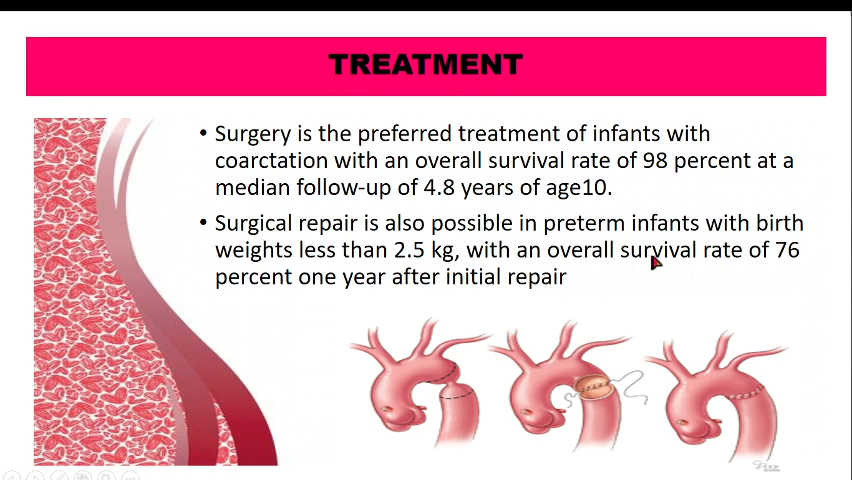 TREATMENT
• Surgery is the preferred treatment of infants with
coarctation with an overall survival rate of 98 percent at a
median follow-up of 4.8 years of age10.
• Surgical repair is also possible in preterm infants with birth
weights less than 2.5 kg, with an overall survival rate of 76
percent one year after initial repair